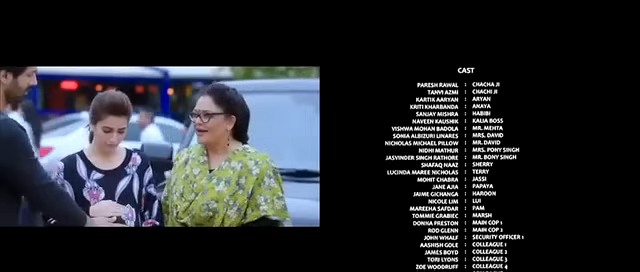 CAST
PARESH RAWAL : CHACHA JI
TANVI AZMI : CHACHI JI
KARTIK AARYAN : ARYAN
KRITI KHARBANDA : ANAYA
SANJAY MISHRA : HABIBI
NAVEEN KAUSHIK : KALIA BOSS
VISHWA MOHAN BADOLA : MR. MEHTA
SONIA ALBIZURI LINARES : MRS. DAVID
NICHOLAS MICHAEL PILLOW : MR. DAVID
NIDHI MATHUR : MRS. PONY SINGH
JASVINDER SINGH RATHORE : MR. BONY SINGH
SHAFAQ NAAZ : SHERRY
LUCINDA MAREE NICHOLAS : TERRY
MOHIT CHABRA : JASSI
JANE AJIA : PAPAYA
JAIME GICHANGA : HAROON
NICOLE LIM : LUI
MAREEHA SAFDAR : PAM
TOMMIE GRABIEC : MARSH
DONNA PRESTON : MAIN COP 1
ROD GLENN : MAIN COP 2
JOHN WHALF : SECURITY OFFICER 1
AASHISH GOLE : COLLEAGUE 1
JAMES BOYD : COLLEAGUE 2
TORI LYONS : COLLEAGUE 3
ZOE WOODRUFF : COLLEAGUE 4